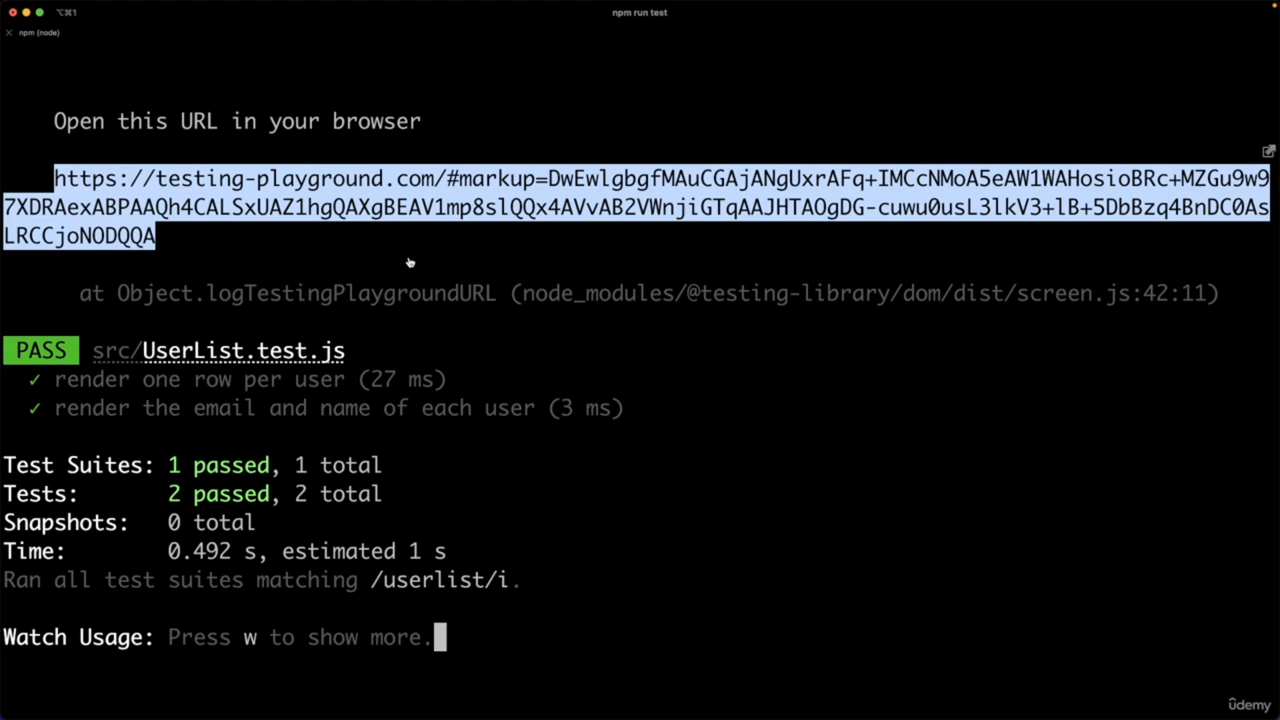 ⌥⌘1
npm run test
npm (node)
Open this URL in your browser
https://testing-playground.com/#markup=DwEwlgbgfMAuCGAjANgUxrAFq+IMCcNMoA5eAW1WAHosioBRc+MZGu9w9
7XDRAexABPAAQh4CALSxUAZ1hgQAXgBEAV1mp8slQQx4AVvAB2VWnjiGTqAAJHTAOgDG-cuwu0usL3lkV3+lB+5DbBzq4BnDC0As
LRCCjoNODQQA
at Object.logTestingPlaygroundURL (node_modules/@testing-library/dom/dist/screen.js:42:11)
PASS src/UserList.test.js
✓ render one row per user (27 ms)
✓ render the email and name of each user (3 ms)
Test Suites: 1 passed, 1 total
Tests: 2 passed, 2 total
Snapshots: 0 total
Time: 0.492 s, estimated 1 s
Ran all test suites matching /userlist/i.
Watch Usage: Press w to show more.
udemy